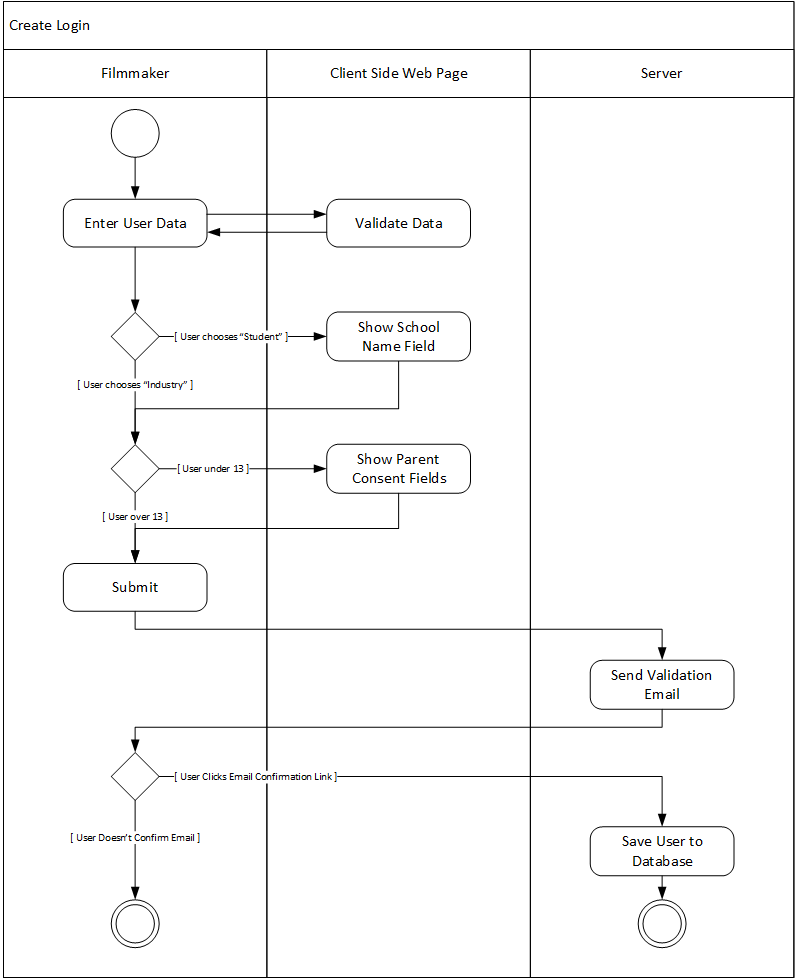 Create Login
Filmmaker
Client Side Web Page
Server
Enter User Data
Validate Data
[ User chooses “Student” ]
Show School
Name Field
[ User chooses “Industry” ]
[ User under 13 ]
Show Parent
Consent Fields
[ User over 13 ]
Submit
Send Validation
Email
[ User Clicks Email Confirmation Link ]
[ User Doesn’t Confirm Email ]
Save User to
Database